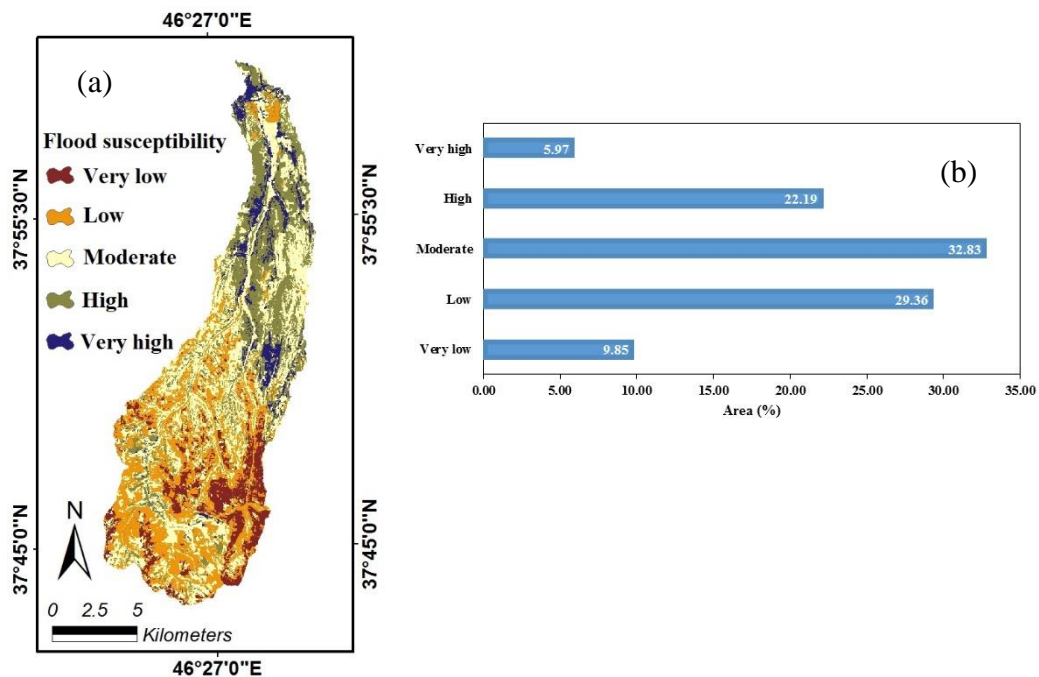 46°27'0"E
(a)
Flood susceptibility
Very low
Low
Moderate
High
Very high
37°55'30"N
37°55'30"N
37°45'0"N
37°45'0"N
N
0 2.5 5
Kilometers
46°27'0"E
(b)
Very high
5.97
High
22.19
Moderate
32.83
Low
29.36
Very low
9.85
0.00 5.00 10.00 15.00 20.00 25.00 30.00 35.00
Area (%)